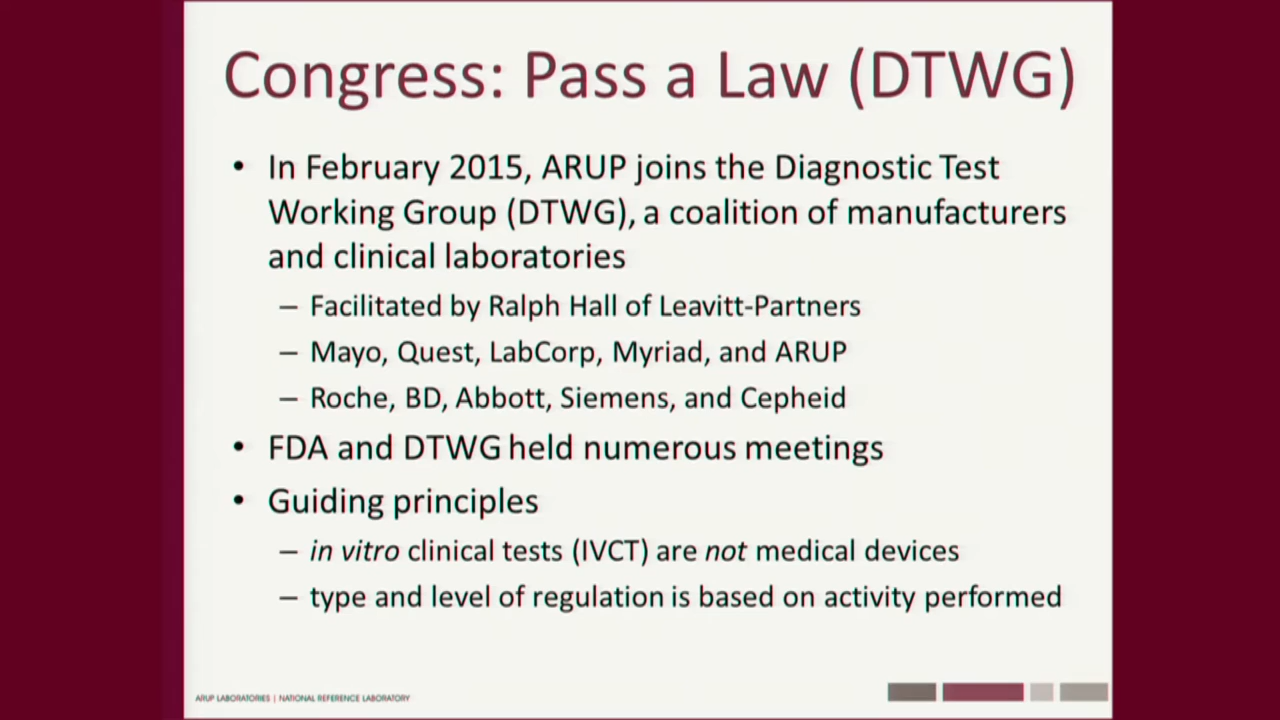 Congress: Pass a Law (DTWG)
• In February 2015, ARUP joins the Diagnostic Test
Working Group (DTWG), a coalition of manufacturers
and clinical laboratories
– Facilitated by Ralph Hall of Leavitt-Partners
– Mayo, Quest, LabCorp, Myriad, and ARUP
– Roche, BD, Abbott, Siemens, and Cepheid
• FDA and DTWG held numerous meetings
• Guiding principles
– in vitro clinical tests (IVCT) are not medical devices
– type and level of regulation is based on activity performed
ARUP LABORATORIES | NATIONAL REFERENCE LABORATORY